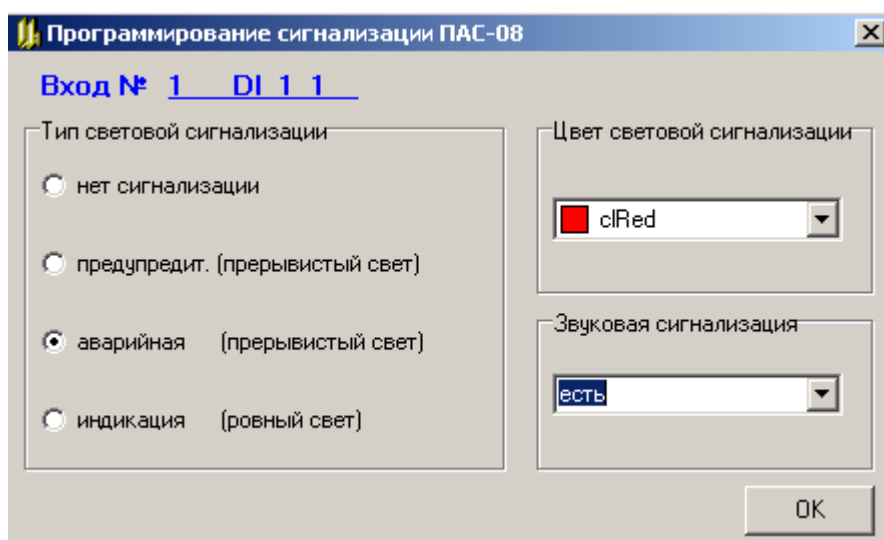 Программирование сигнализации ПАС-08
Вход № 1 DI 1 1
Тип световой сигнализации
нет сигнализации
предупредит. (прерывистый свет)
аварийная (прерывистый свет)
индикация (ровный свет)
Цвет световой сигнализации
clRed
Звуковая сигнализация
есть
OK